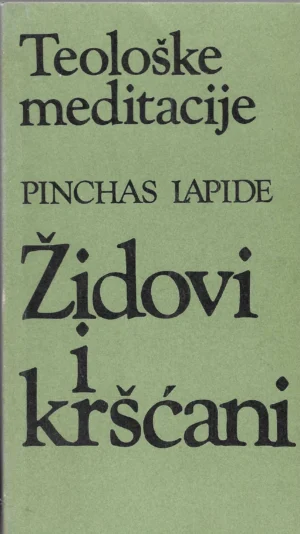 Teološke
meditacije
PINCHAS LAPIDE
Židovi
i
kršćani